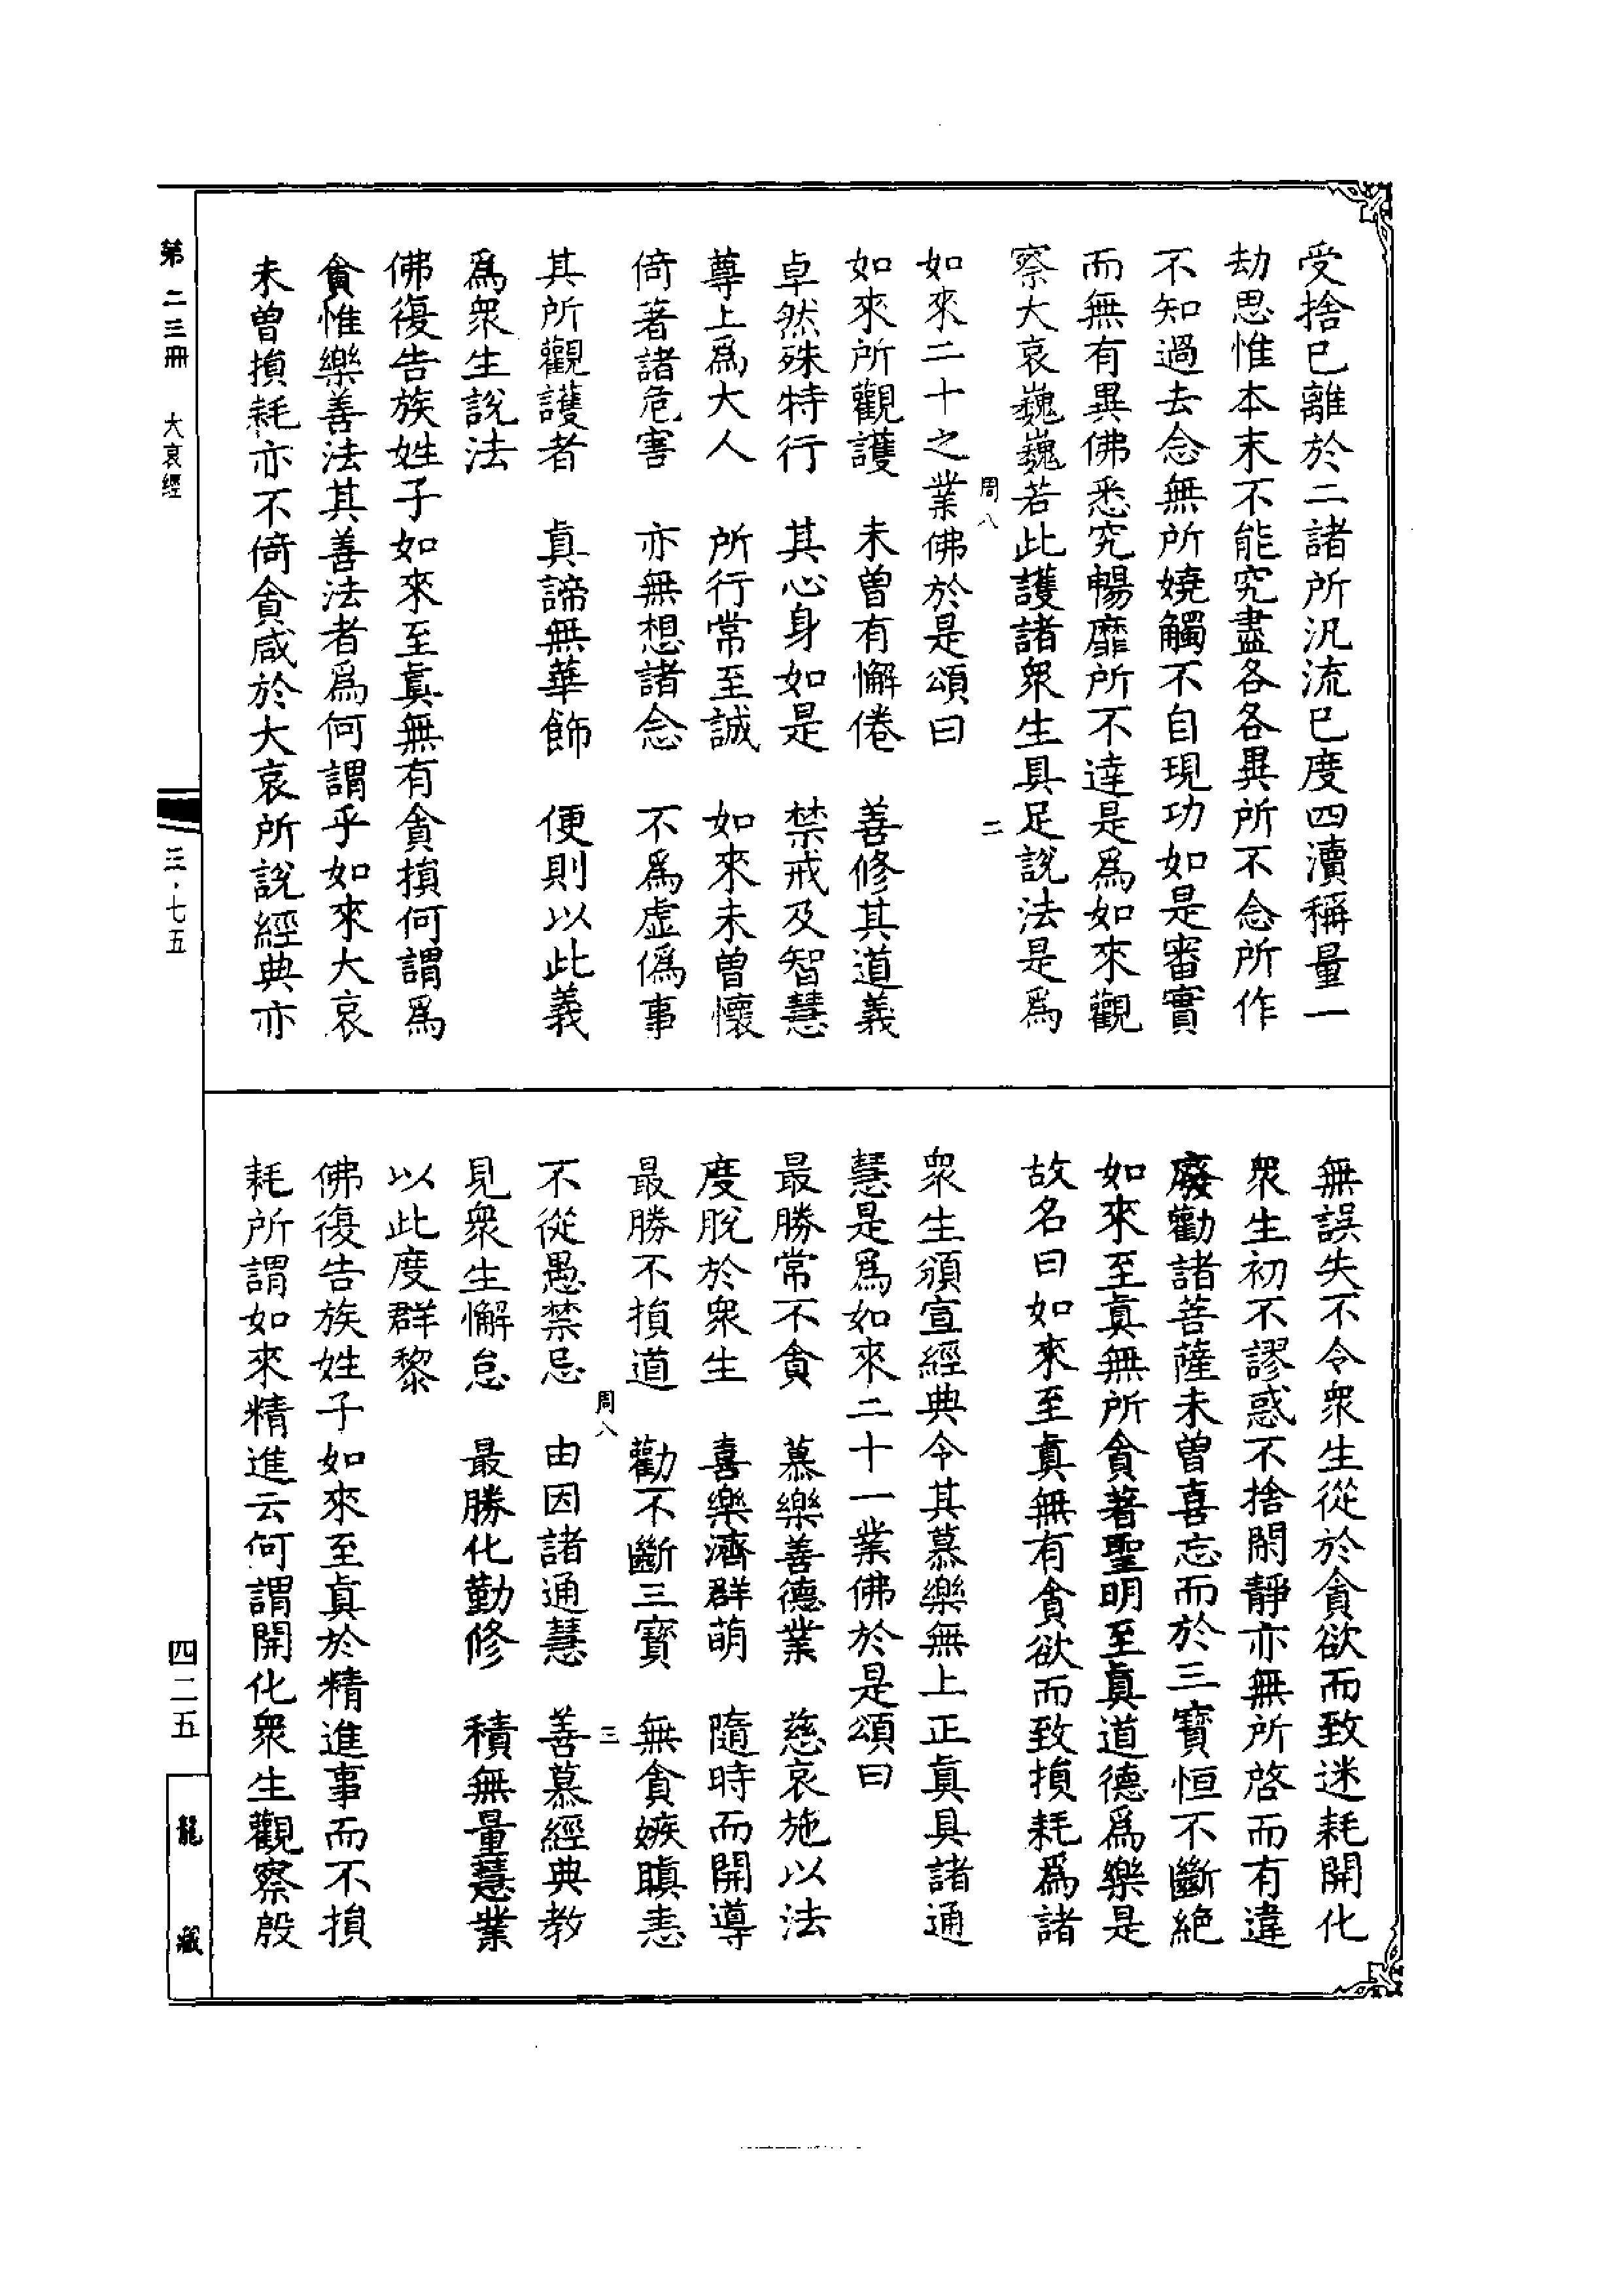 受捨已離於二諸所汎流已度四瀆稱量一
劫思惟本末不能究盡各各異所不念所作
不知過去念無所嬈觸不自現功如是審實
而無有異佛悉究暢靡所不達是為如來觀
察大哀巍巍若此護諸衆生具足說法是爲
周八
二
如來二十之業佛於是頌曰
如來所觀護　未曾有懈倦　善修其道義
卓然殊特行　其心身如是　禁戒及智慧
尊上爲大人　所行常至誠　如來未曾懷
倚著諸危害　亦無想諸念　不爲虛僞事
其所觀護者　真諦無華飾　便則以此義
爲衆生說法
佛復告族姓子如來至眞無有貪損何謂爲
貪惟樂善法其善法者爲何謂乎如來大哀
未曾損耗亦不倚貪咸於大哀所說經典亦
無誤失不令衆生從於貪欲而致迷耗開化
衆生初不謬惑不捨閑靜亦無所啓而有違
廢勸諸菩薩未曾喜忘而於三寶恒不斷絕
如來至真無所貪著聖明至眞道德爲樂是
故名曰如來至眞無有貪欲而致損耗爲諸
衆生頒宣經典令其慕樂無上正眞具諸通
慧是爲如來二十一業佛於是頌曰
最勝常不貪　慕樂善德業　慈哀施以法
度脫於衆生　喜樂濟群萌　隨時而開導
最勝不損道　勸不斷三寶　無貪嫉瞋恚
周八
三
不從愚禁忌　由因諸通慧　善慕經典教
見衆生懈怠　最勝化勤修　積無量慧業
以此度群黎
佛復告族姓子如來至眞於精進事而不損
耗所謂如來精進云何謂開化衆生觀察殷
第二三冊　大哀經
三·七五
四二五
龍藏